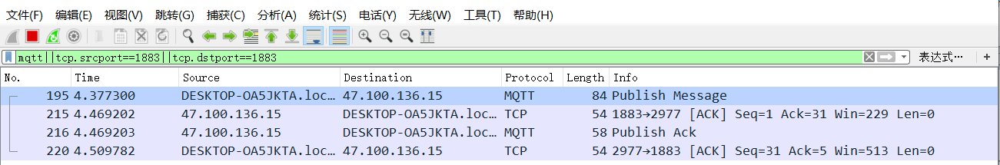 文件(F) 编辑(E) 视图(V) 跳转(G) 捕获(C) 分析(A) 统计(S) 电话(Y) 无线(W) 工具(T) 帮助(H)
mqtt||tcp.srcport==1883||tcp.dstport==1883 表达式… +
No. Time Source Destination Protocol Length Info
195 4.377300 DESKTOP-OA5JKTA.loc… 47.100.136.15 MQTT 84 Publish Message
215 4.469202 47.100.136.15 DESKTOP-OA5JKTA.loc… TCP 54 1883→2977 [ACK] Seq=1 Ack=31 Win=229 Len=0
216 4.469203 47.100.136.15 DESKTOP-OA5JKTA.loc… MQTT 58 Publish Ack
220 4.509782 DESKTOP-OA5JKTA.loc… 47.100.136.15 TCP 54 2977→1883 [ACK] Seq=31 Ack=5 Win=513 Len=0